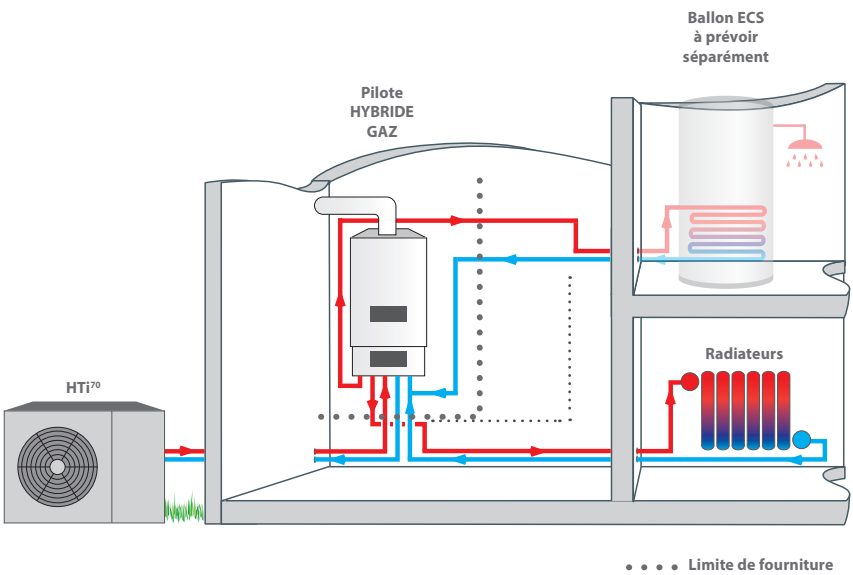 Ballon ECS
à prévoir
séparément
Pilote
HYBRIDE
GAZ
Radiateurs
HTi⁷⁰
Limite de fourniture